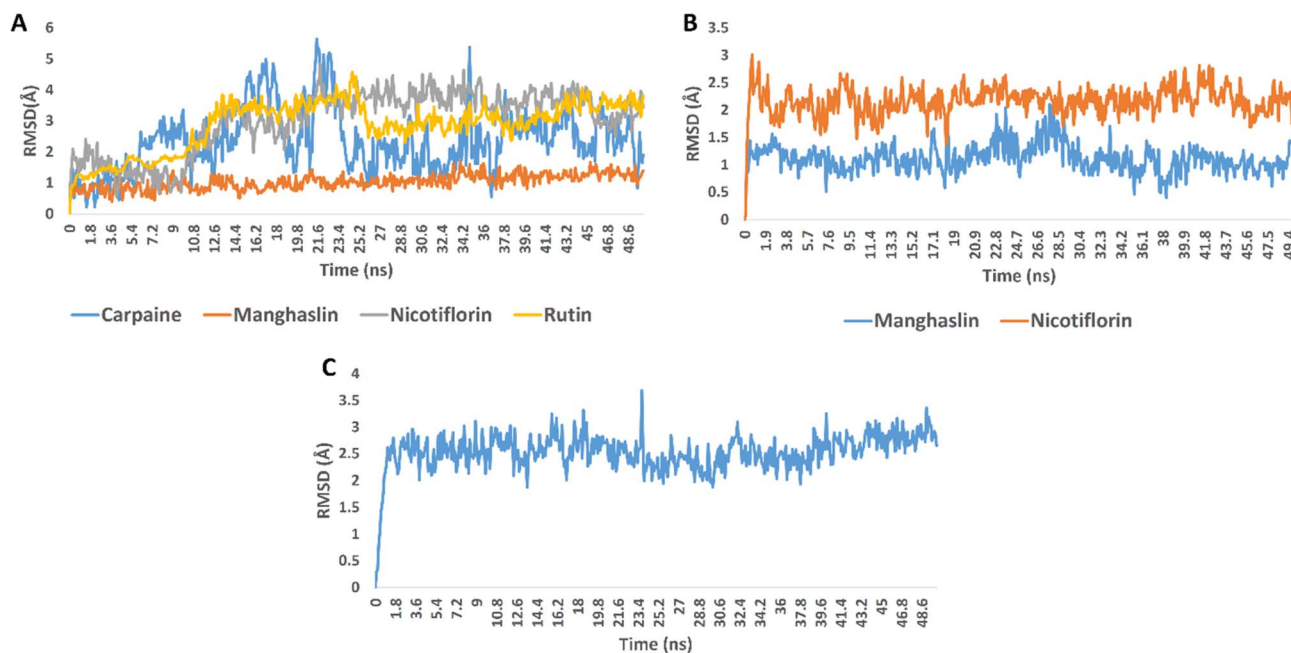 A
RMSD(Å)
6
5
4
3
2
1
0
0 1.8 3.6 5.4 7.2 9 10.8 12.6 14.4 16.2 18 19.8 21.6 23.4 25.2 27 28.8 30.6 32.4 34.2 36 37.8 39.6 41.4 43.2 45 46.8 48.6
Time (ns)
Carpaine Manghaslin Nicotiflorin Rutin
B
RMSD (Å)
3.5
3
2.5
2
1.5
1
0.5
0
0 1.9 3.8 5.7 7.6 9.5 11.4 13.3 15.2 17.1 19 20.9 22.8 24.7 26.6 28.5 30.4 32.3 34.2 36.1 38 39.9 41.8 43.7 45.6 47.5 49.4
Time (ns)
Manghaslin Nicotiflorin
C
RMSD (Å)
4
3.5
3
2.5
2
1.5
1
0.5
0
0 1.8 3.6 5.4 7.2 9 10.8 12.6 14.4 16.2 18 19.8 21.6 23.4 25.2 27 28.8 30.6 32.4 34.2 36 37.8 39.6 41.4 43.2 45 46.8 48.6
Time (ns)